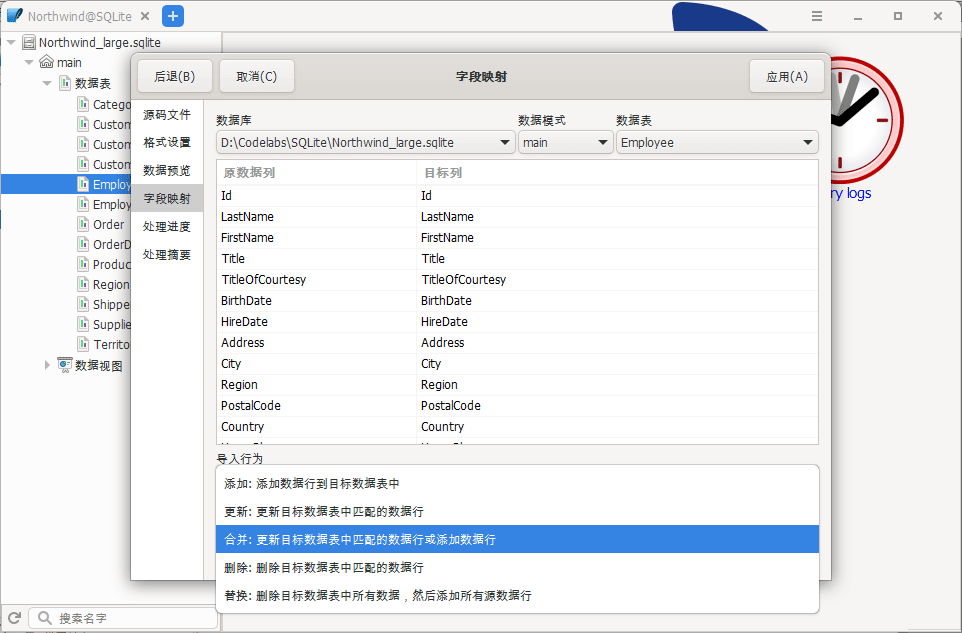 Northwind@SQLite
Northwind_large.sqlite
main
数据表
Catego
Custom
Custom
Custom
Employ
Employ
Order
OrderD
Produc
Region
Shippe
Supplie
Territo
数据视图
搜索名字
后退(B)
取消(C)
字段映射
应用(A)
源码文件
格式设置
数据预览
字段映射
处理进度
处理摘要
数据库 数据模式 数据表
D:\Codelabs\SQLite\Northwind_large.sqlite main Employee
原数据列 目标列
Id Id
LastName LastName
FirstName FirstName
Title Title
TitleOfCourtesy TitleOfCourtesy
BirthDate BirthDate
HireDate HireDate
Address Address
City City
Region Region
PostalCode PostalCode
Country Country
导入行为
添加: 添加数据行到目标数据表中
更新: 更新目标数据表中匹配的数据行
合并: 更新目标数据表中匹配的数据行或添加数据行
删除: 删除目标数据表中匹配的数据行
替换: 删除目标数据表中所有数据，然后添加所有源数据行
ry logs